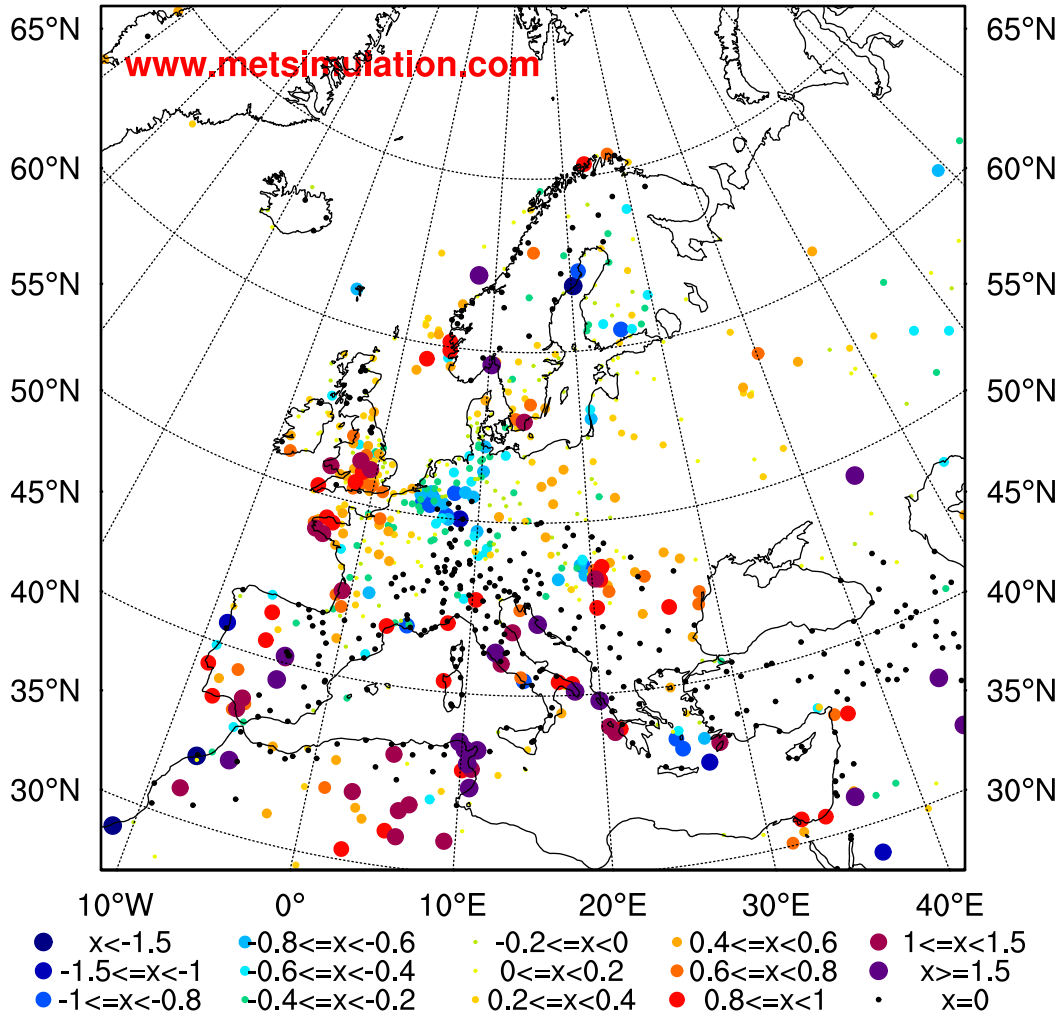 65°N 65°N
www.metsimulation.com
60°N 60°N
55°N 55°N
50°N 50°N
45°N 45°N
40°N 40°N
35°N 35°N
30°N 30°N
10°W 0° 10°E 20°E 30°E 40°E
x<-1.5 -0.8<=x<-0.6 -0.2<=x<0 0.4<=x<0.6 1<=x<1.5
-1.5<=x<-1 -0.6<=x<-0.4 0<=x<0.2 0.6<=x<0.8 x>=1.5
-1<=x<-0.8 -0.4<=x<-0.2 0.2<=x<0.4 0.8<=x<1 x=0